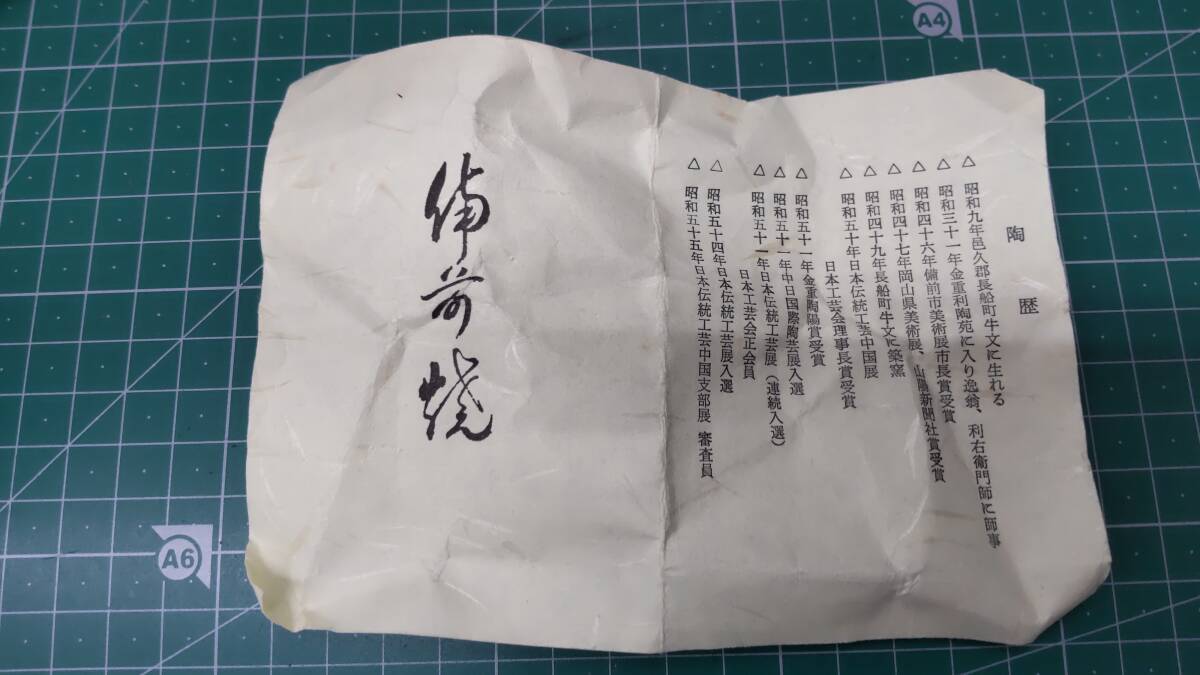 陶歴
△ 昭和九年邑久郡長船町牛文に生れる
△ 昭和三十一年金重利陶苑に入り逸翁、利右衛門師に師事
△ 昭和四十六年備前市美術展市長賞受賞
△ 昭和四十七年岡山県美術展、山陽新聞社賞受賞
△ 昭和四十九年長船町牛文に築窯
△ 昭和五十年日本伝統工芸中国展
日本工芸会理事長賞受賞
△ 昭和五十一年金重陶陽賞受賞
△ 昭和五十一年中日国際陶芸展入選
△ 昭和五十一年日本伝統工芸展（連続入選）
日本工芸会正会員
△ 昭和五十四年日本伝統工芸展入選
△ 昭和五十五年日本伝統工芸中国支部展 審査員
備前焼
A4
A6